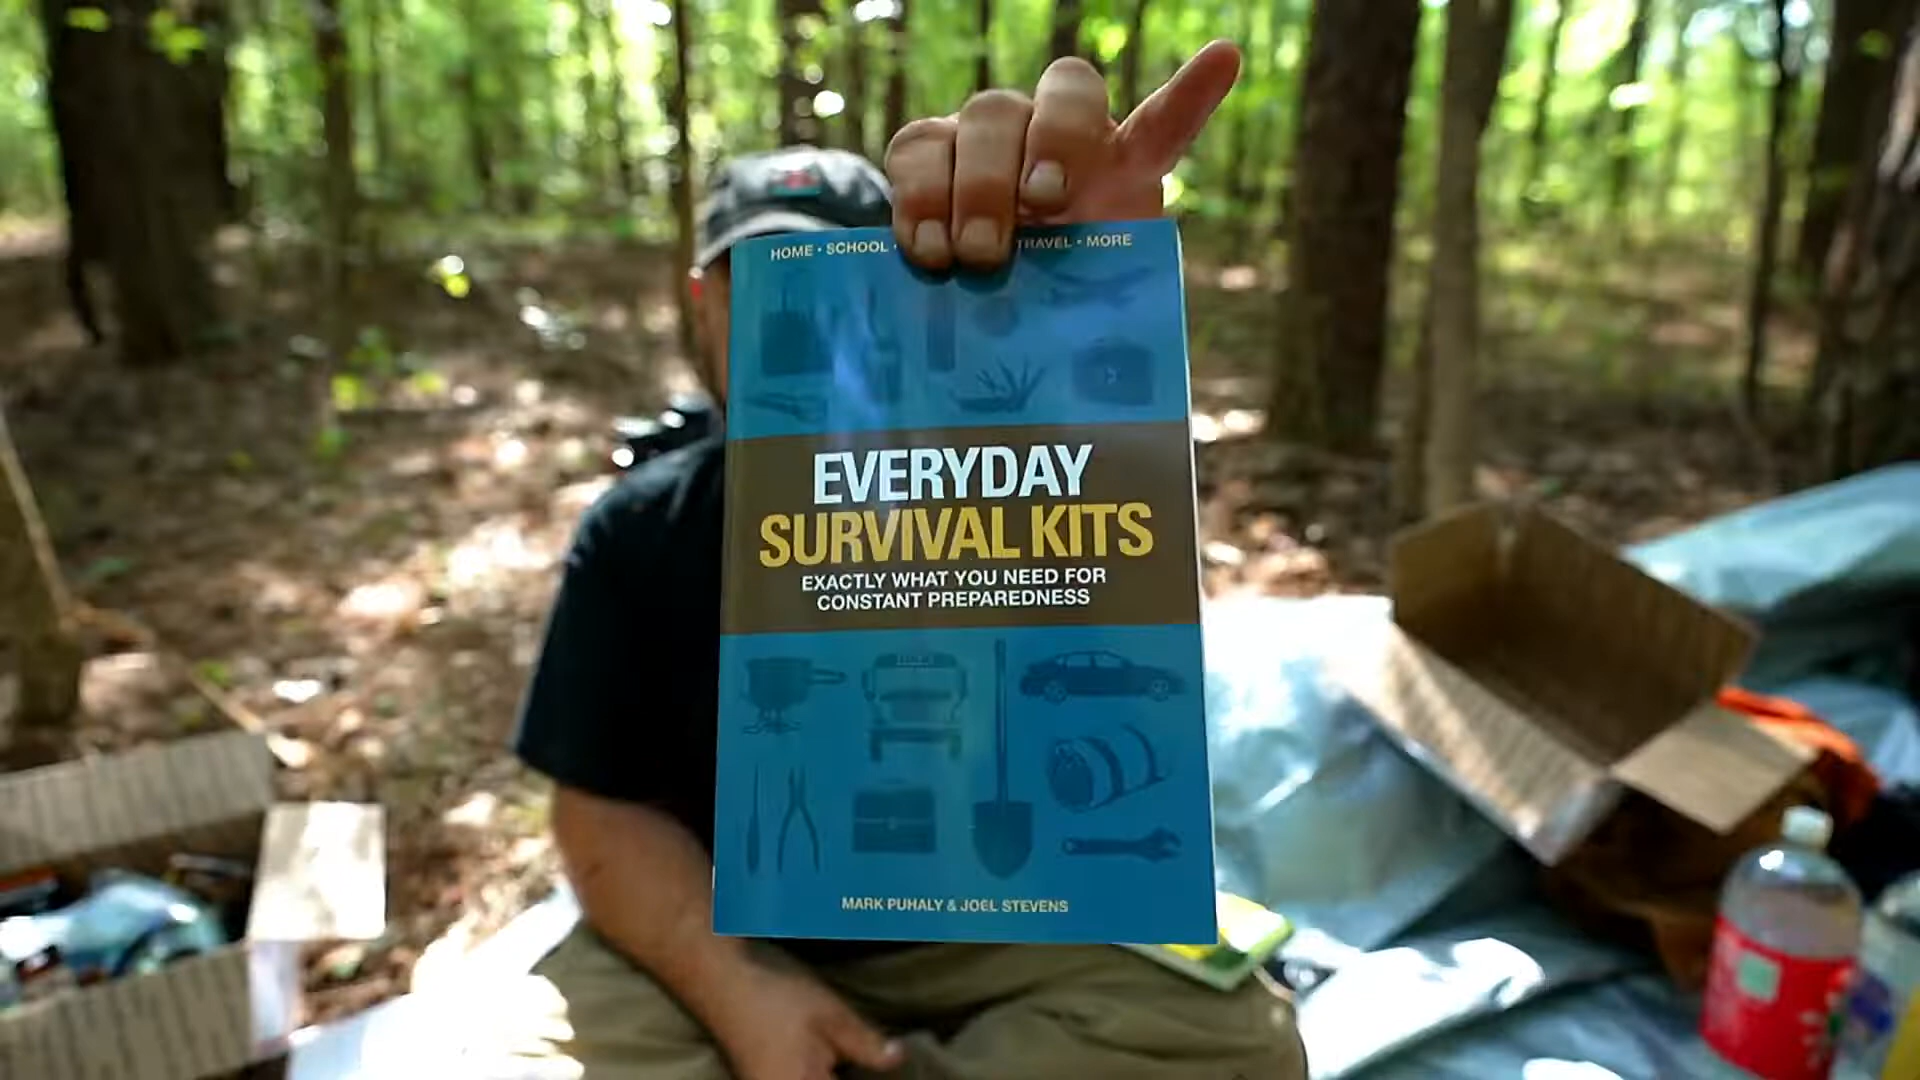 HOME • SCHOOL •
TRAVEL • MORE
EVERYDAY
SURVIVAL KITS
EXACTLY WHAT YOU NEED FOR
CONSTANT PREPAREDNESS
MARK PUHALY & JOEL STEVENS